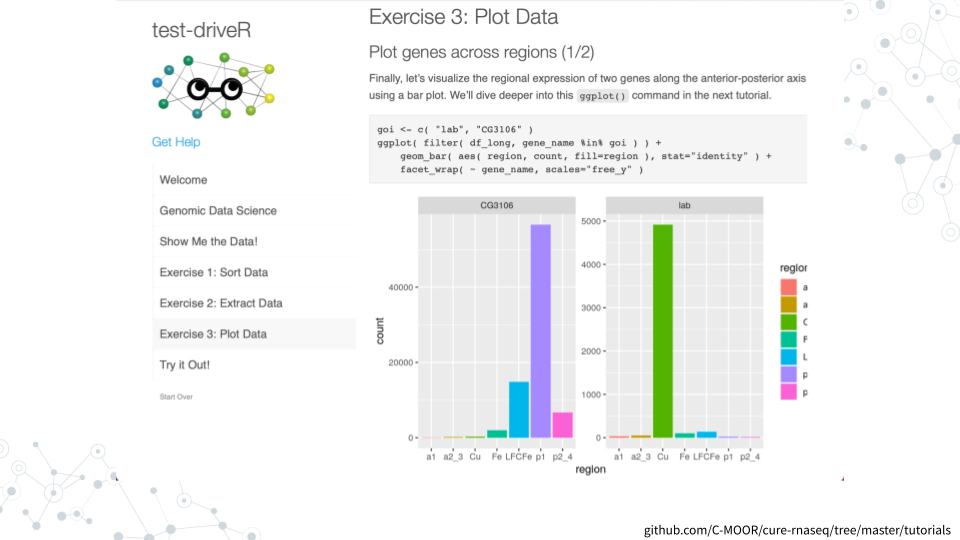 test-driveR
Get Help
Welcome
Genomic Data Science
Show Me the Data!
Exercise 1: Sort Data
Exercise 2: Extract Data
Exercise 3: Plot Data
Try it Out!
Start Over
Exercise 3: Plot Data
Plot genes across regions (1/2)
Finally, let's visualize the regional expression of two genes along the anterior-posterior axis
using a bar plot. We'll dive deeper into this ggplot() command in the next tutorial.
goi <- c( "lab", "CG3106" )
ggplot( filter( df_long, gene_name %in% goi ) ) +
geom_bar( aes( region, count, fill=region ), stat="identity" ) +
facet_wrap( ~ gene_name, scales="free_y" )
CG3106
count
40000
20000
0
a1 a2_3 Cu Fe LFCFe p1 p2_4
lab
5000
4000
3000
2000
1000
0
a1 a2_3 Cu Fe LFCFe p1 p2_4
region
region
a
a
C
F
L
p
p
github.com/C-MOOR/cure-rnaseq/tree/master/tutorials